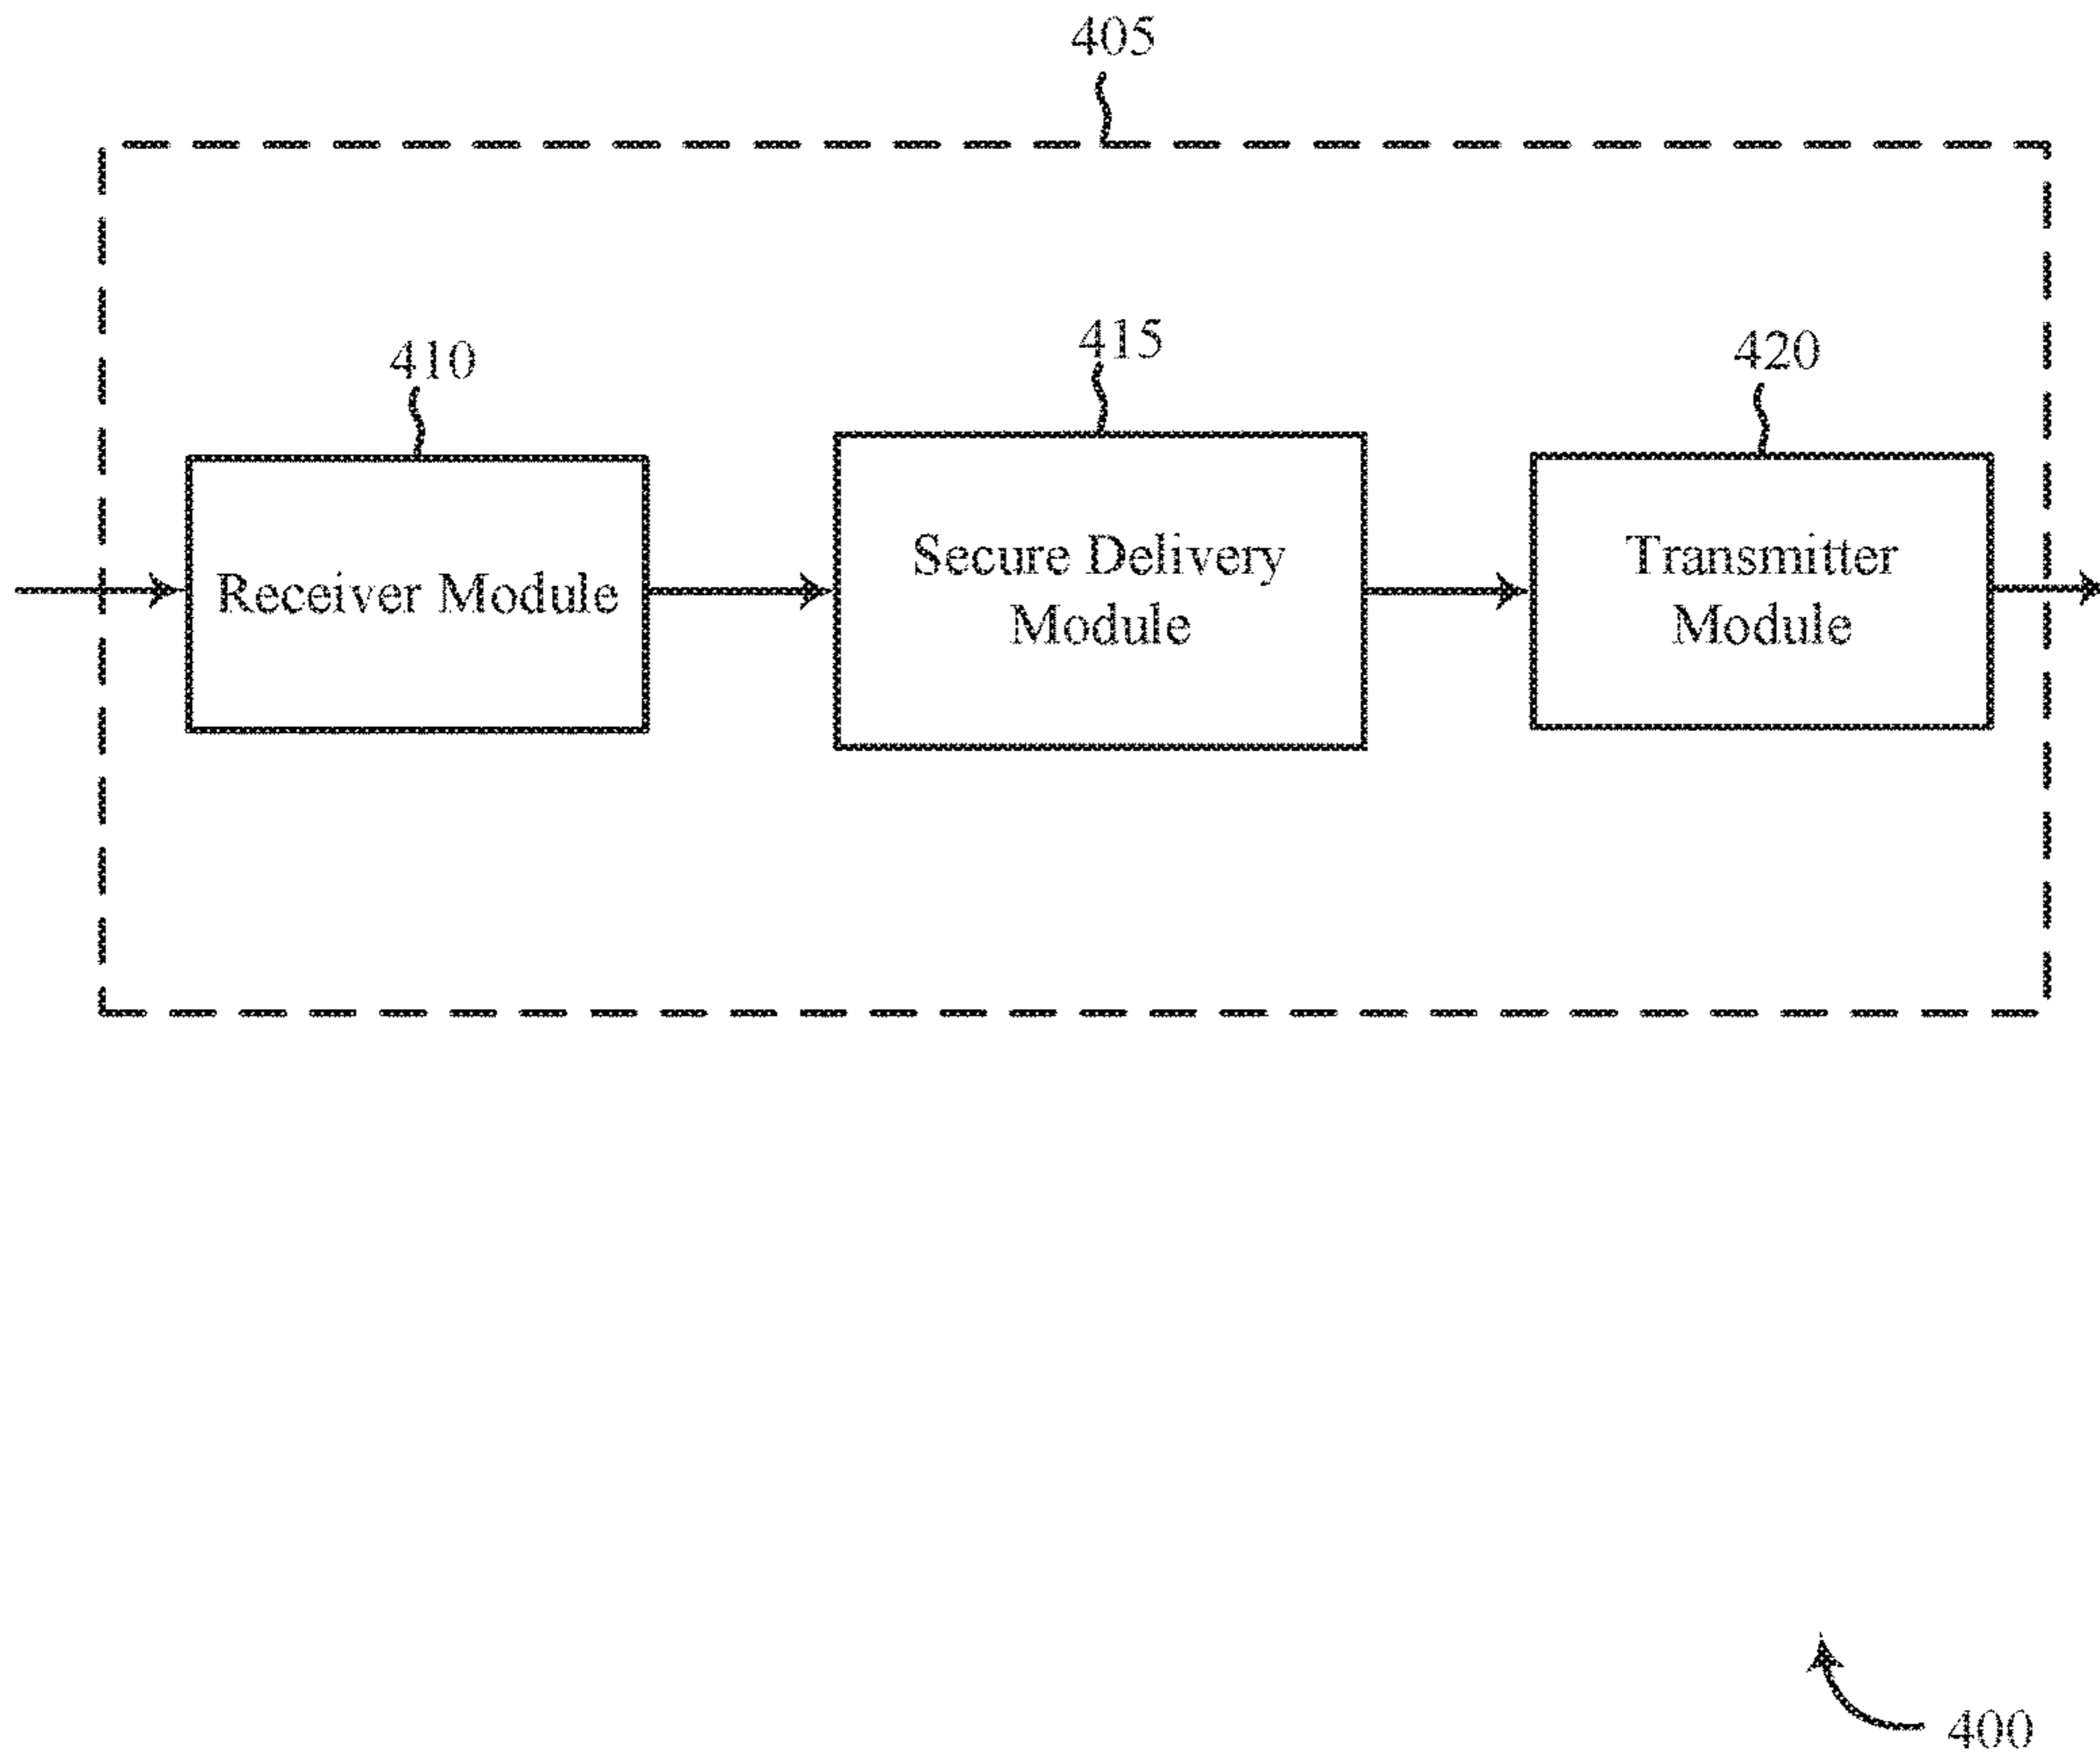 405
410
415
420
Receiver Module
Secure Delivery
Module
Transmitter
Module
400